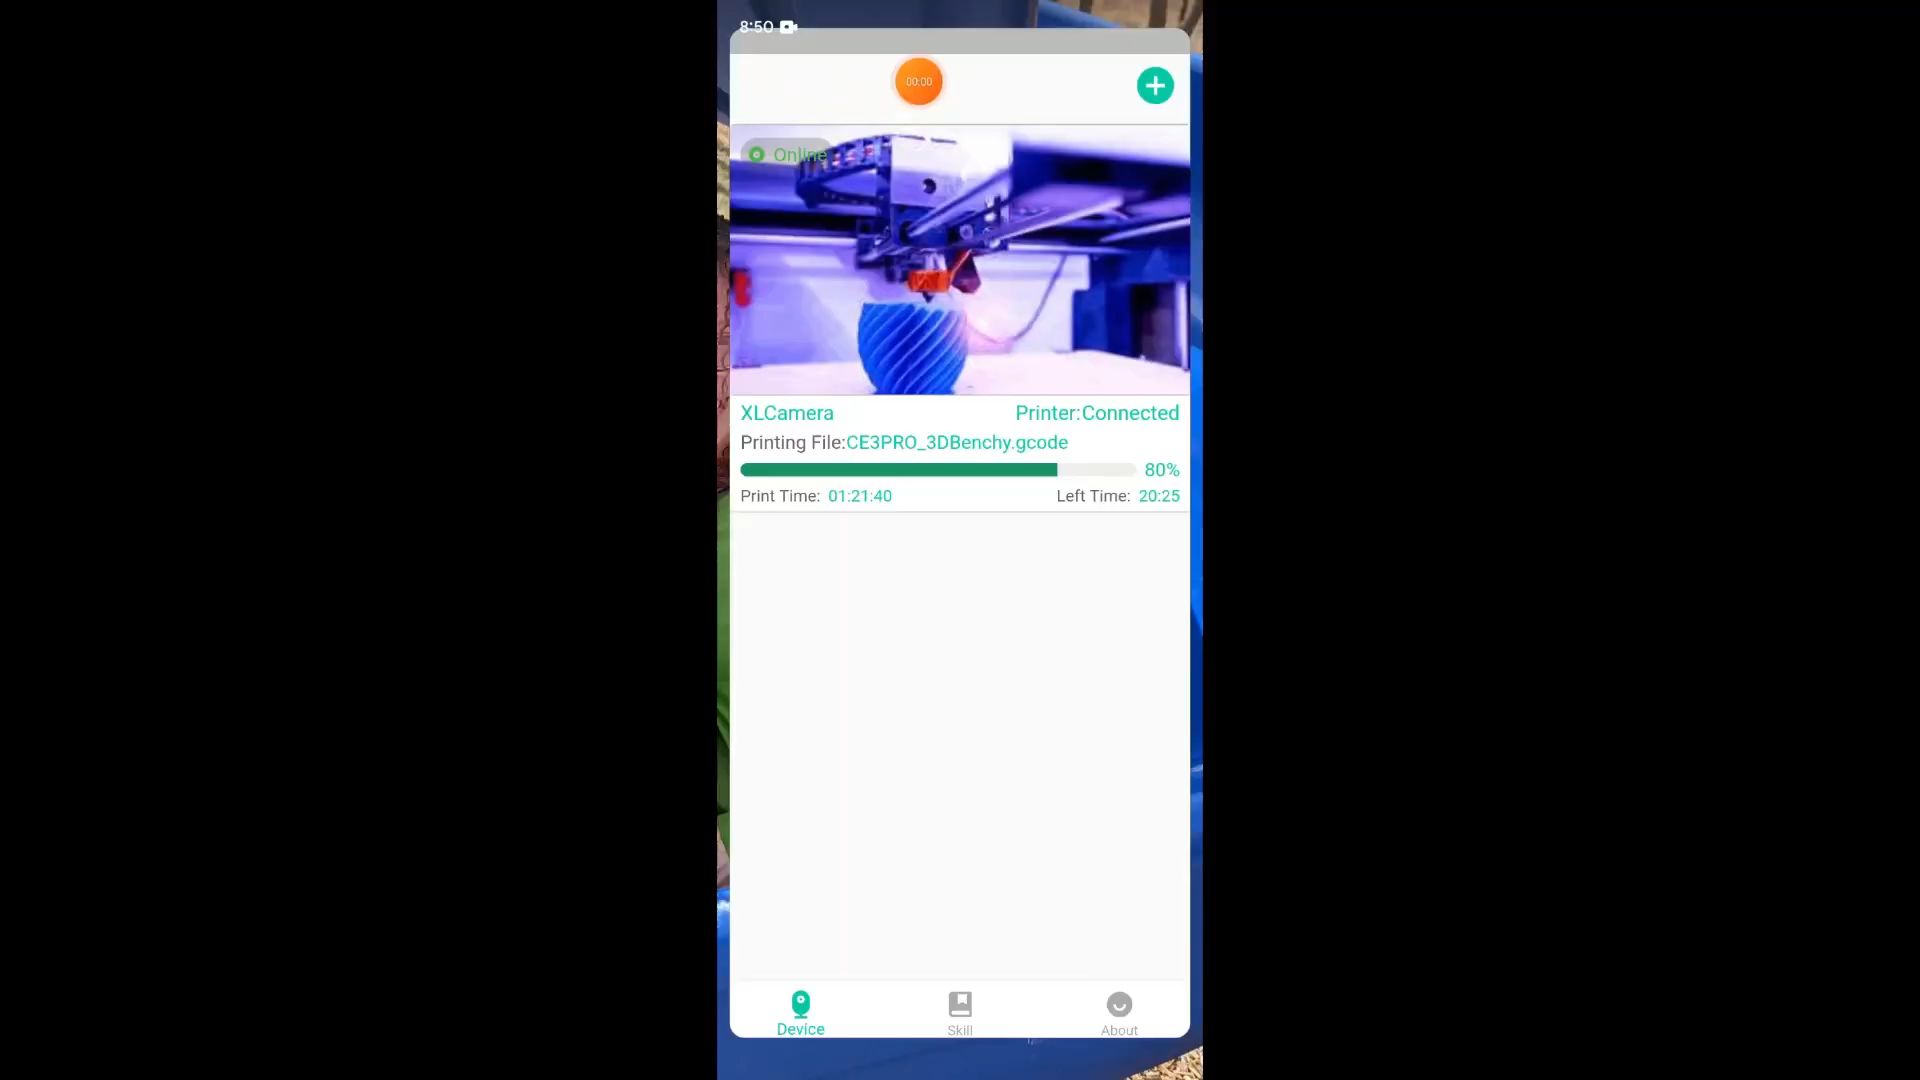 8:50
00:00
Online
XLCamera Printer:Connected
Printing File:CE3PRO_3DBenchy.gcode
80%
Print Time: 01:21:40 Left Time: 20:25
Device Skill About